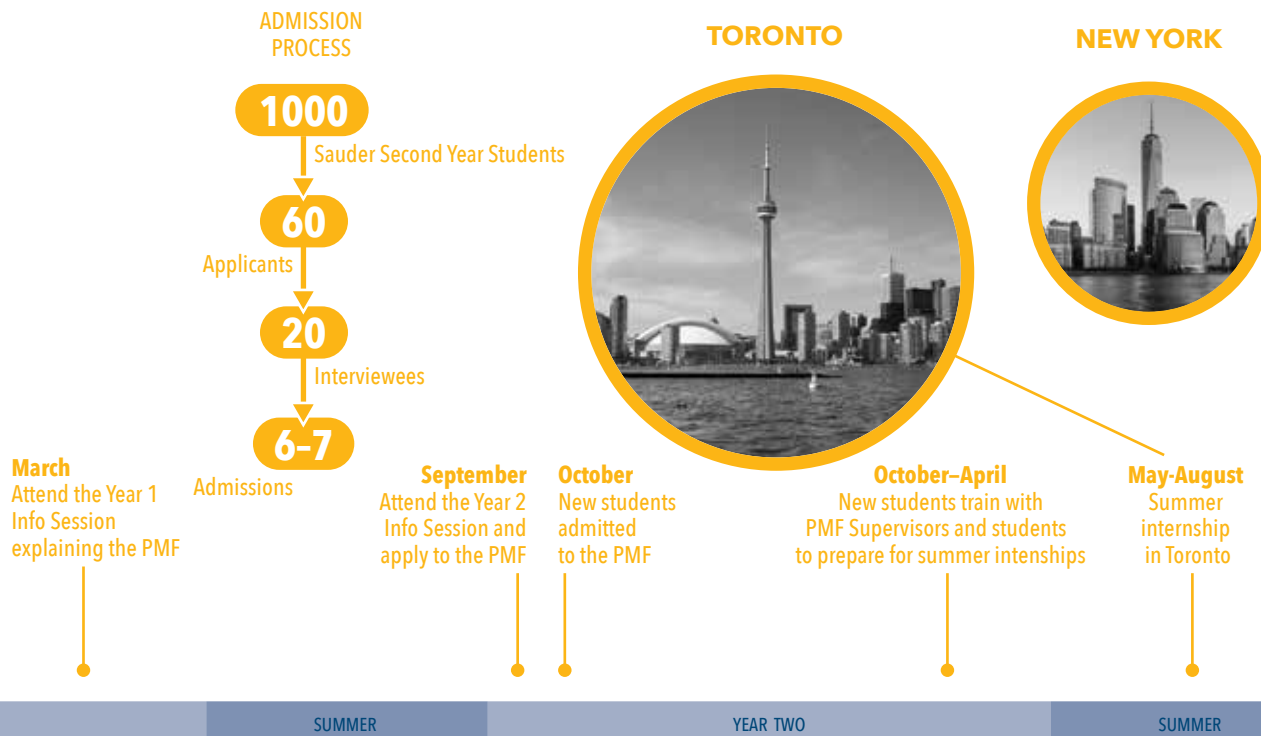 ADMISSION
PROCESS
1000
Sauder Second Year Students
60
Applicants
20
Interviewees
6–7
Admissions
TORONTO
NEW YORK
March
Attend the Year 1
Info Session
explaining the PMF
September
Attend the Year 2
Info Session and
apply to the PMF
October
New students
admitted
to the PMF
October–April
New students train with
PMF Supervisors and students
to prepare for summer intenships
May-August
Summer
internship
in Toronto
SUMMER
YEAR TWO
SUMMER